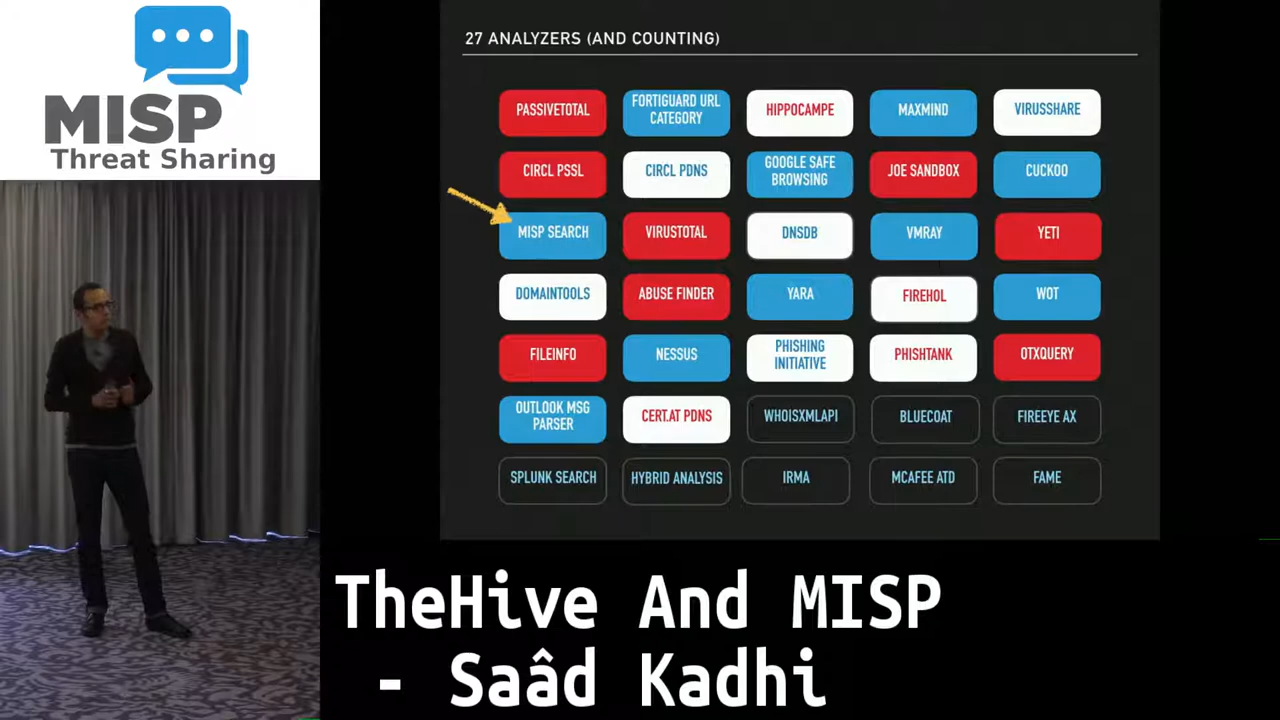 MISP
Threat Sharing
27 ANALYZERS (AND COUNTING)
PASSIVETOTAL
FORTIGUARD URL
CATEGORY
HIPPOCAMPE
MAXMIND
VIRUSSHARE
CIRCL PSSL
CIRCL PDNS
GOOGLE SAFE
BROWSING
JOE SANDBOX
CUCKOO
MISP SEARCH
VIRUSTOTAL
DNSDB
VMRAY
YETI
DOMAINTOOLS
ABUSE FINDER
YARA
FIREHOL
WOT
FILEINFO
NESSUS
PHISHING
INITIATIVE
PHISHTANK
OTXQUERY
OUTLOOK MSG
PARSER
CERT.AT PDNS
WHOISXMLAPI
BLUECOAT
FIREEYE AX
SPLUNK SEARCH
HYBRID ANALYSIS
IRMA
MCAFEE ATD
FAME
TheHive And MISP
- Saâd Kadhi